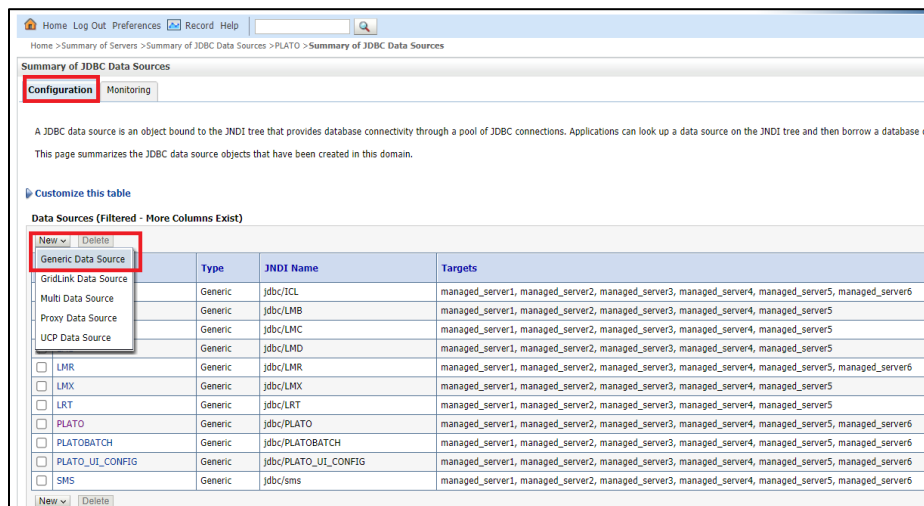 Home Log Out Preferences Record Help
Home >Summary of Servers >Summary of JDBC Data Sources >PLATO >Summary of JDBC Data Sources
Summary of JDBC Data Sources
Configuration Monitoring
A JDBC data source is an object bound to the JNDI tree that provides database connectivity through a pool of JDBC connections. Applications can look up a data source on the JNDI tree and then borrow a database
This page summarizes the JDBC data source objects that have been created in this domain.
Customize this table
Data Sources (Filtered - More Columns Exist)
New Delete
Generic Data Source
GridLink Data Source
Multi Data Source
Proxy Data Source
UCP Data Source
Type JNDI Name Targets
Generic jdbc/ICL managed_server1, managed_server2, managed_server3, managed_server4, managed_server5, managed_server6
Generic jdbc/LMB managed_server1, managed_server2, managed_server3, managed_server4, managed_server5
Generic jdbc/LMC managed_server1, managed_server2, managed_server3, managed_server4, managed_server5
Generic jdbc/LMD managed_server1, managed_server2, managed_server3, managed_server4, managed_server5
LMR Generic jdbc/LMR managed_server1, managed_server2, managed_server3, managed_server4, managed_server5, managed_server6
LMX Generic jdbc/LMX managed_server1, managed_server2, managed_server3, managed_server4, managed_server5
LRT Generic jdbc/LRT managed_server1, managed_server2, managed_server3, managed_server4, managed_server5
PLATO Generic jdbc/PLATO managed_server1, managed_server2, managed_server3, managed_server4, managed_server5, managed_server6
PLATOBATCH Generic jdbc/PLATOBATCH managed_server1, managed_server2, managed_server3, managed_server4, managed_server5, managed_server6
PLATO_UI_CONFIG Generic jdbc/PLATO_UI_CONFIG managed_server1, managed_server2, managed_server3, managed_server4, managed_server5, managed_server6
SMS Generic jdbc/sms managed_server1, managed_server2, managed_server3, managed_server4, managed_server5, managed_server6
New Delete